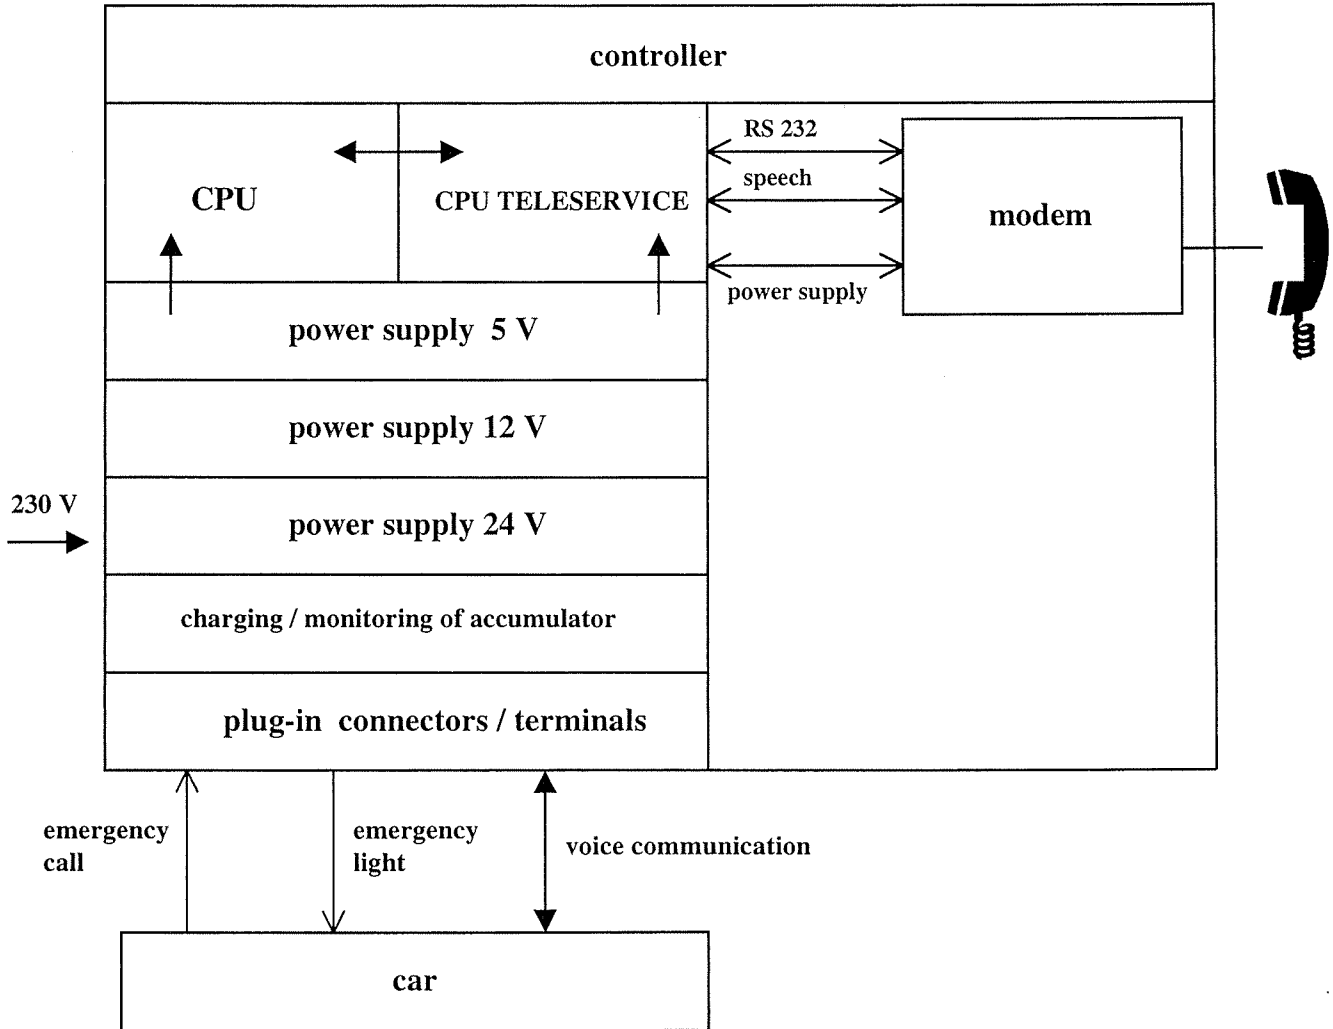 controller
CPU
CPU TELESERVICE
RS 232
speech
power supply
modem
power supply 5 V
power supply 12 V
230 V
power supply 24 V
charging / monitoring of accumulator
plug-in connectors / terminals
emergency
call
emergency
light
voice communication
car